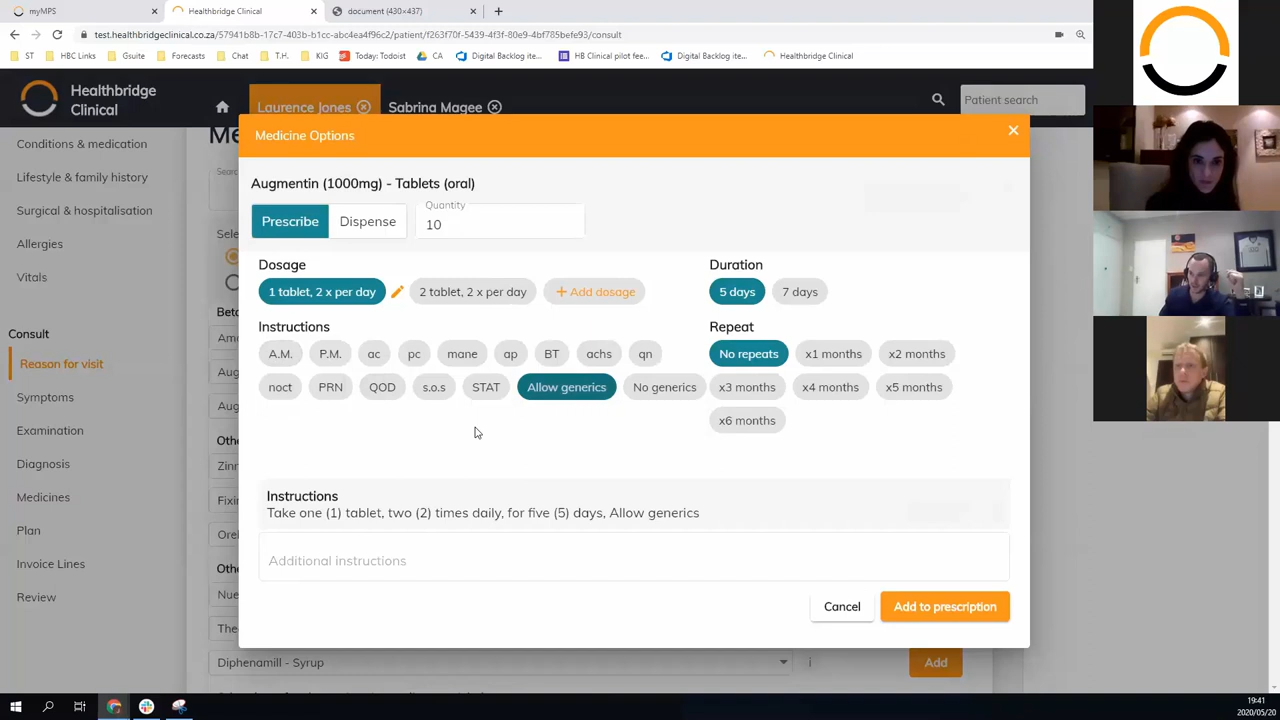 myMPS
Healthbridge Clinical
document (430×437)
test.healthbridgeclinical.co.za/57941b8b-17c7-403b-b1cc-abc4ea4f96c2/patient/f263f70f-5439-4f3f-80e9-4bf785befe93/consult
ST
HBC Links
Gsuite
Forecasts
Chat
T.H.
KIG
Today: Todoist
CA
Digital Backlog ite...
HB Clinical pilot fee...
Digital Backlog ite...
Healthbridge Clinical
Healthbridge
Clinical
Laurence Jones
Sabrina Magee
Patient search
Conditions & medication
Lifestyle & family history
Surgical & hospitalisation
Allergies
Vitals
Consult
Reason for visit
Symptoms
Examination
Diagnosis
Medicines
Plan
Invoice Lines
Review
Medicine Options
Augmentin (1000mg) - Tablets (oral)
Prescribe
Dispense
Quantity
10
Dosage
1 tablet, 2 x per day
2 tablet, 2 x per day
+ Add dosage
Duration
5 days
7 days
Instructions
A.M.
P.M.
ac
pc
mane
ap
BT
achs
qn
noct
PRN
QOD
s.o.s
STAT
Allow generics
No generics
Repeat
No repeats
x1 months
x2 months
x3 months
x4 months
x5 months
x6 months
Instructions
Take one (1) tablet, two (2) times daily, for five (5) days, Allow generics
Additional instructions
Cancel
Add to prescription
Diphenamill - Syrup
Add
19:41
2020/05/20